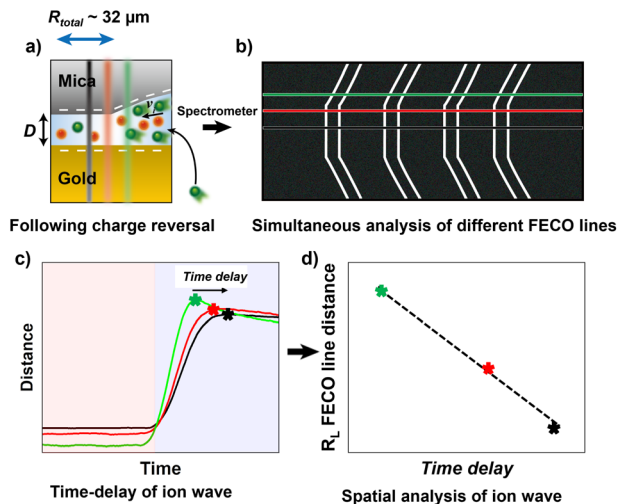 R_total ~ 32 µm
a)
Mica
v
D
Gold
Spectrometer
b)
Following charge reversal
Simultaneous analysis of different FECO lines
c)
Time delay
Distance
Time
Time-delay of ion wave
d)
R_L FECO line distance
Time delay
Spatial analysis of ion wave